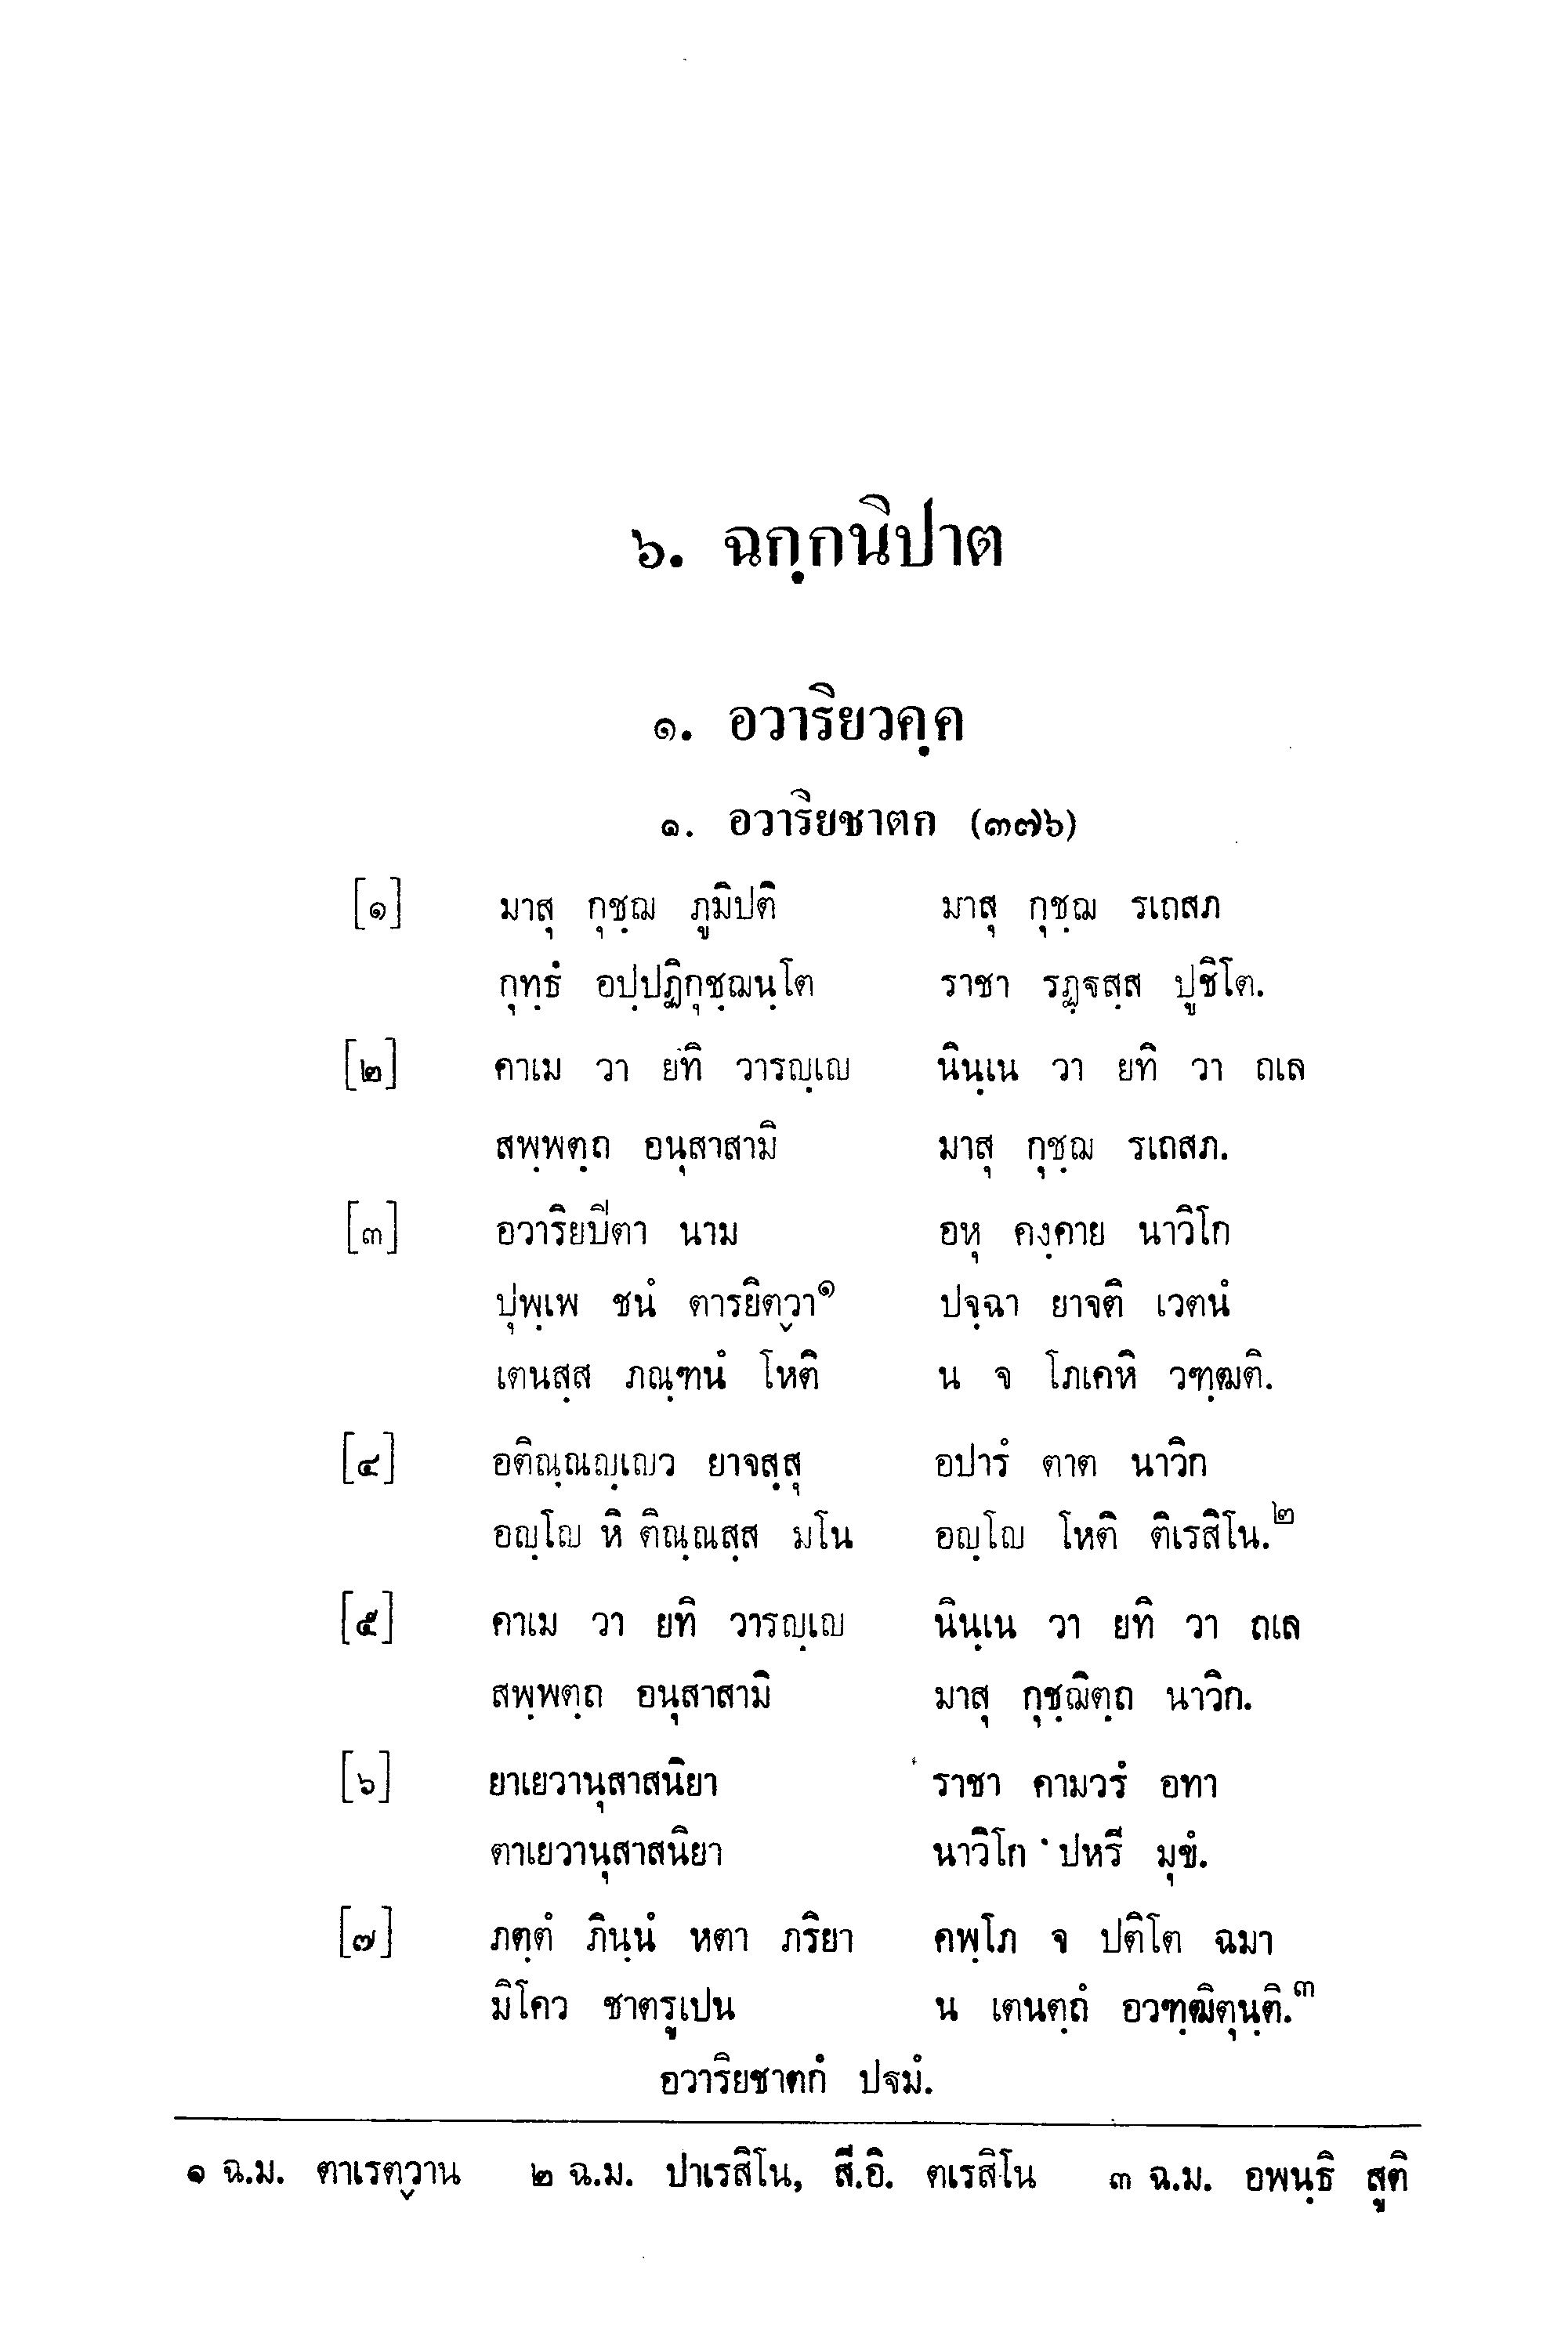 ๖. ฉกฺกนิปาต
๑. อวาริยวคฺค
๑. อวาริยชาตก (๓๗๖)
[๑] มาสุ กุชฺฌ ภูมิปติ มาสุ กุชฺฌ รเถสภ
กุทฺธํ อปฺปฏิกุชฺฌนฺโต ราชา รฏฺฐสฺส ปูชิโต.
[๒] คาเม วา ยทิ วารญฺเญ นินฺเน วา ยทิ วา ถเล
สพฺพตฺถ อนุสาสามิ มาสุ กุชฺฌ รเถสภ.
[๓] อวาริยปิตา นาม อหุ คงฺคาย นาวิโก
ปุพฺเพ ชนํ ตารยิตฺวา๑ ปจฺฉา ยาจติ เวตนํ
เตนสฺส ภณฺฑนํ โหติ น จ โภเคหิ วฑฺฒติ.
[๔] อติณฺณญฺเญว ยาจสฺสุ อปารํ ตาต นาวิก
อญฺโญ หิ ติณฺณสฺส มโน อญฺโญ โหติ ติเรสิโน.๒
[๕] คาเม วา ยทิ วารญฺเญ นินฺเน วา ยทิ วา ถเล
สพฺพตฺถ อนุสาสามิ มาสุ กุชฺฌิตฺถ นาวิก.
[๖] ยาเยวานุสาสนิยา ราชา คามวรํ อทา
ตาเยวานุสาสนิยา นาวิโก ปหรี มุขํ.
[๗] ภตฺตํ ภินฺนํ หตา ภริยา คพฺโภ จ ปติโต ฉมา
มิโคว ชาตรูเปน น เตนตฺถํ อวฑฺฒิตุนฺติ.๓
อวาริยชาตกํ ปฐมํ.
๑ ฉ.ม. ตาเรตฺวาน ๒ ฉ.ม. ปาเรสิโน, สี.อิ. ตเรสิโน ๓ ฉ.ม. อพนฺธิ สูติ